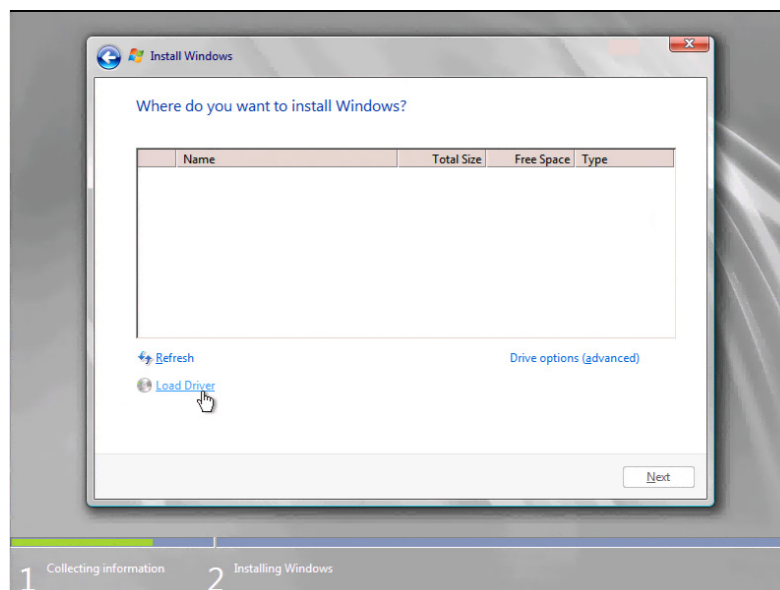 Install Windows
Where do you want to install Windows?
Name Total Size Free Space Type
Refresh Drive options (advanced)
Load Driver
Next
1 Collecting information 2 Installing Windows